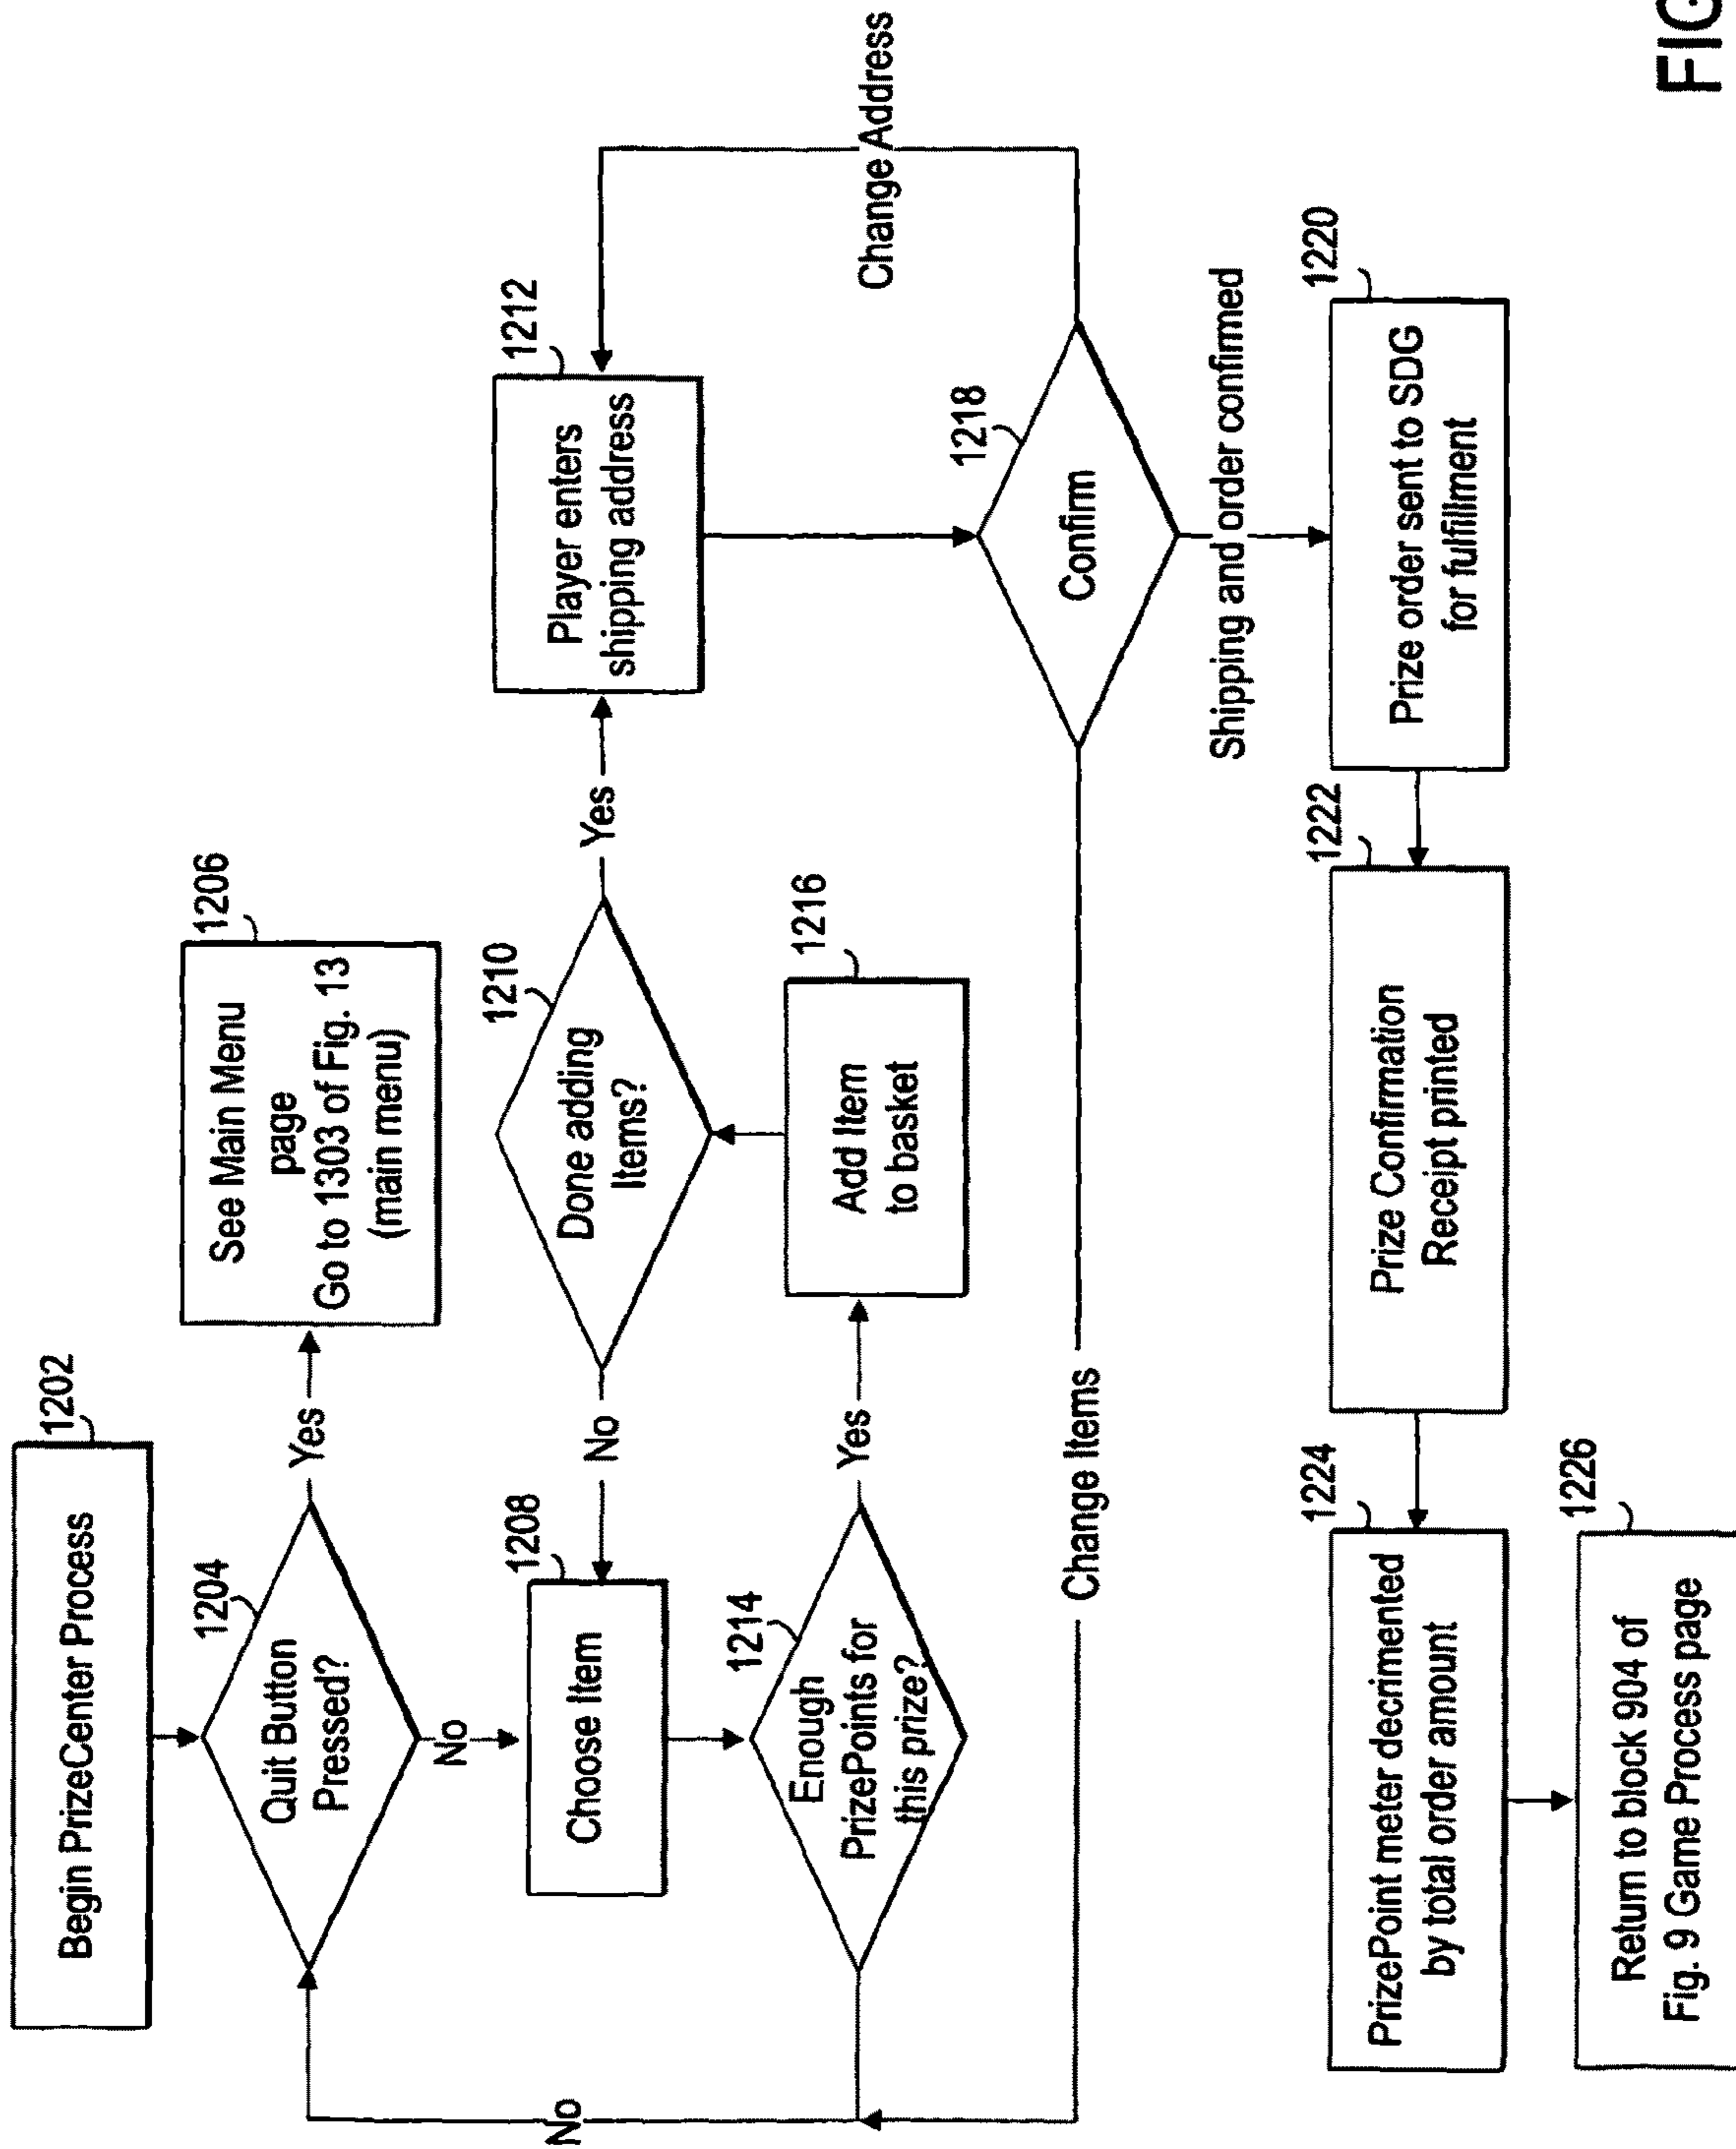 Begin PrizeCenter Process
1202
Quit Button
Pressed?
1204
Yes
See Main Menu
page
Go to 1303 of Fig. 13
(main menu)
1206
No
Choose Item
1208
No
Done adding
Items?
1210
Yes
Player enters
shipping address
1212
Enough
PrizePoints for
this prize?
1214
Yes
Add Item
to basket
1216
No
Change Items
Confirm
1218
Change Address
Shipping and order confirmed
Prize order sent to SDG
for fulfillment
1220
Prize Confirmation
Receipt printed
1222
PrizePoint meter decrimented
by total order amount
1224
Return to block 904 of
Fig. 9 Game Process page
1226
FIG